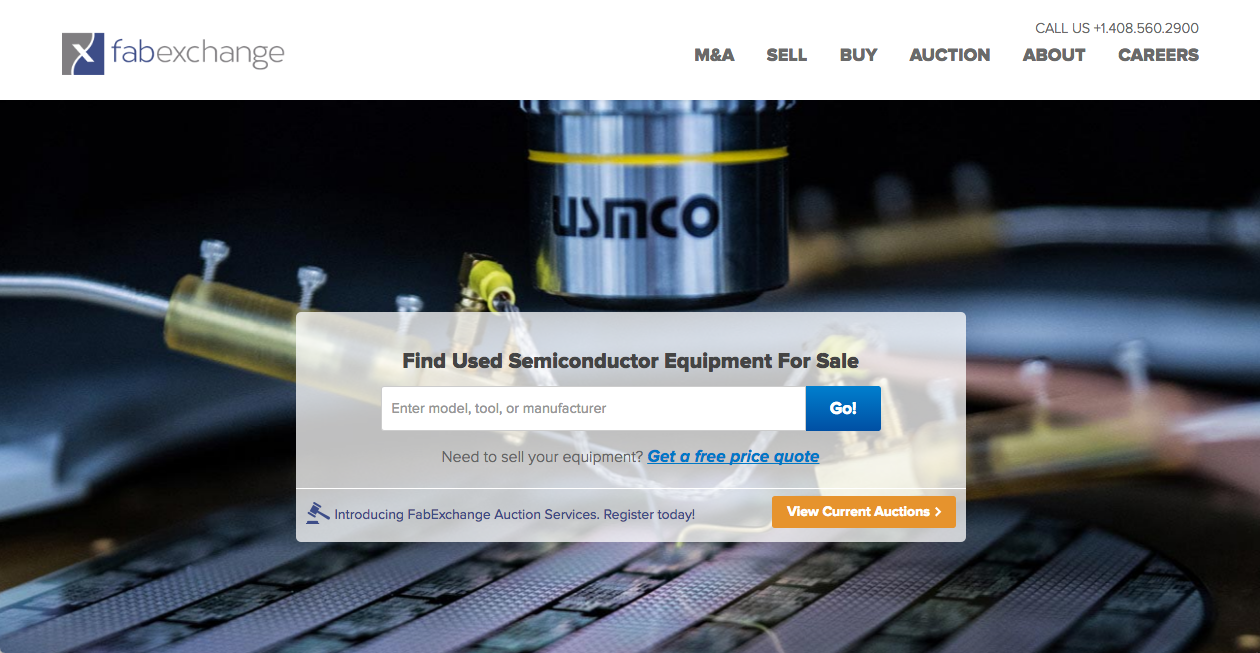 fabexchange
CALL US +1.408.560.2900
M&A SELL BUY AUCTION ABOUT CAREERS
usmco
Find Used Semiconductor Equipment For Sale
Enter model, tool, or manufacturer
Go!
Need to sell your equipment? Get a free price quote
Introducing FabExchange Auction Services. Register today!
View Current Auctions >